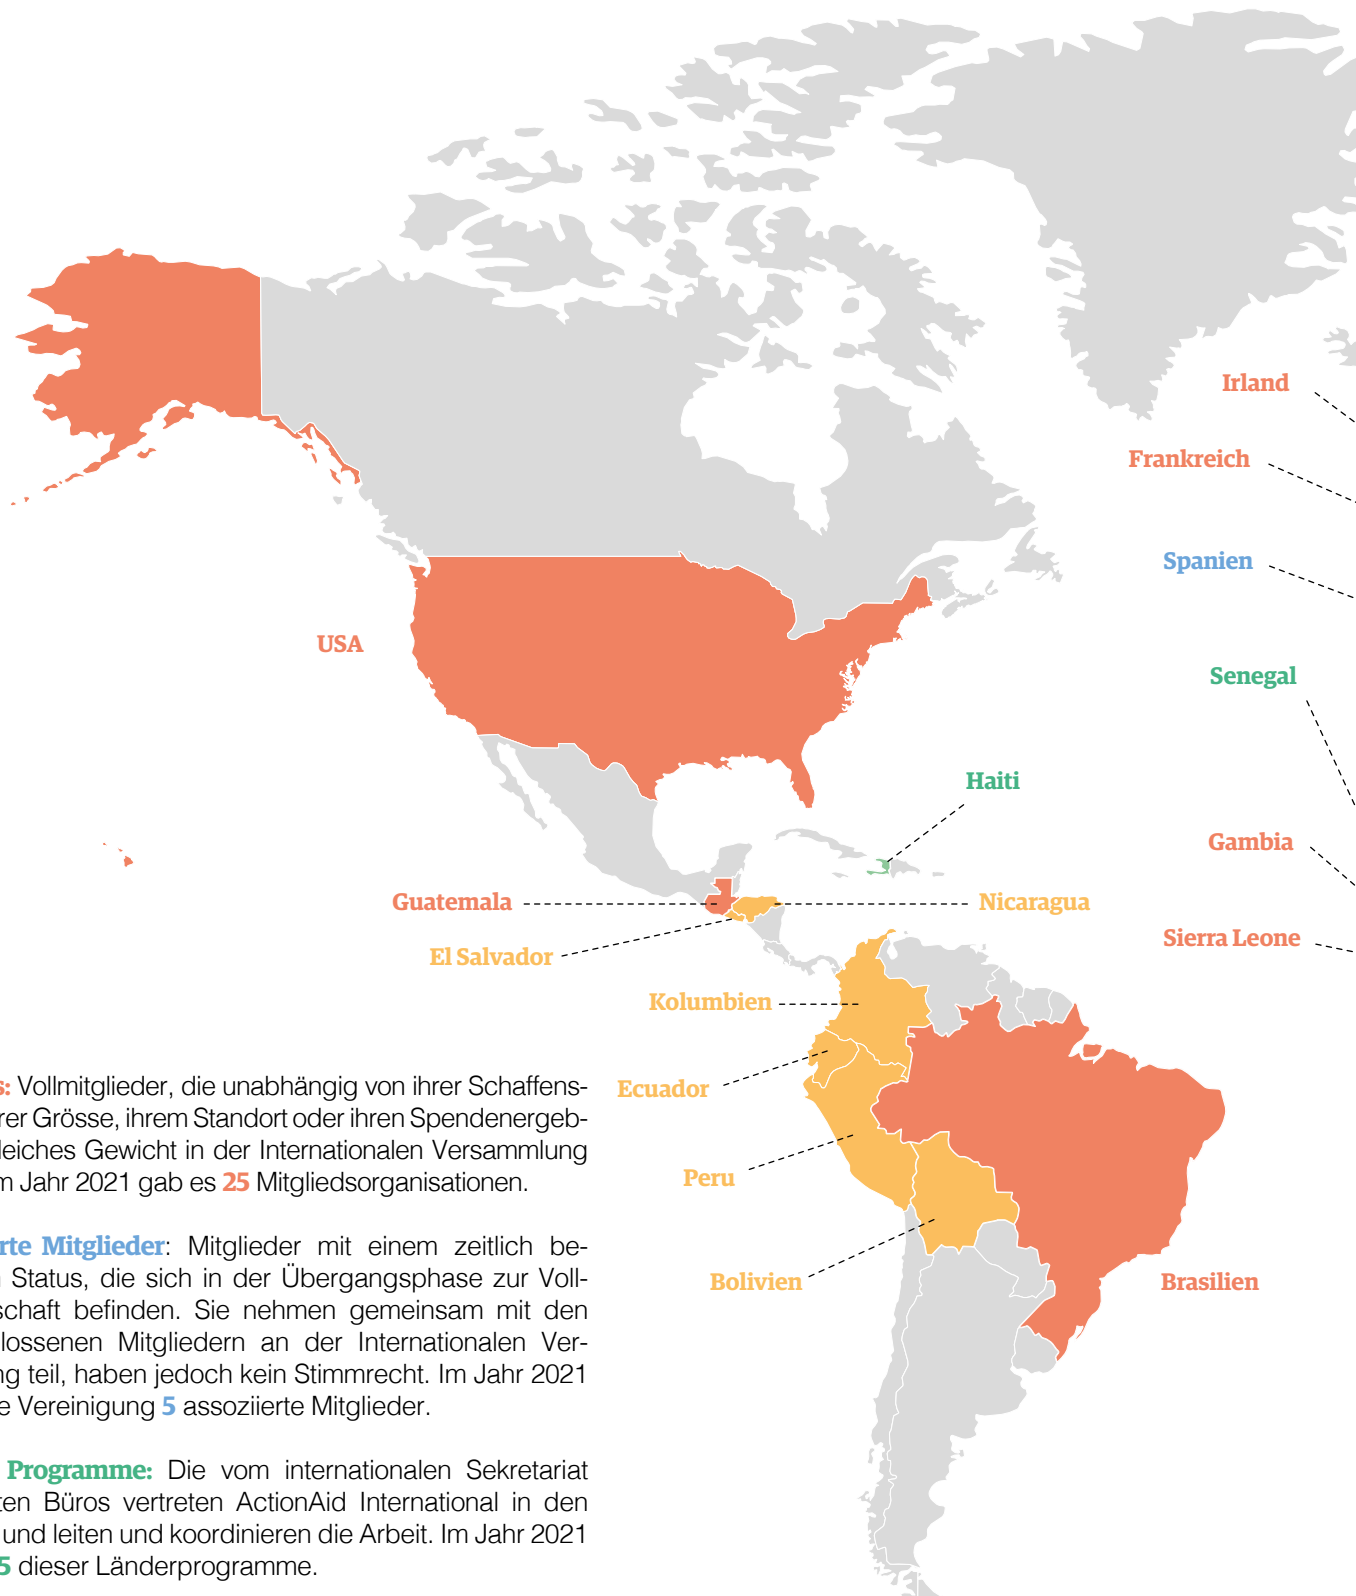 Irland
Frankreich
Spanien
USA
Senegal
Haiti
Gambia
Guatemala
Nicaragua
El Salvador
Sierra Leone
Kolumbien
Ecuador
Peru
Bolivien
Brasilien
s: Vollmitglieder, die unabhängig von ihrer Schaffens-
rer Grösse, ihrem Standort oder ihren Spendenergeb-
leiches Gewicht in der Internationalen Versammlung
m Jahr 2021 gab es 25 Mitgliedsorganisationen.
rte Mitglieder: Mitglieder mit einem zeitlich be-
n Status, die sich in der Übergangsphase zur Voll-
schaft befinden. Sie nehmen gemeinsam mit den
lossenen Mitgliedern an der Internationalen Ver-
ng teil, haben jedoch kein Stimmrecht. Im Jahr 2021
e Vereinigung 5 assoziierte Mitglieder.
Programme: Die vom internationalen Sekretariat
ten Büros vertreten ActionAid International in den
und leiten und koordinieren die Arbeit. Im Jahr 2021
5 dieser Länderprogramme.